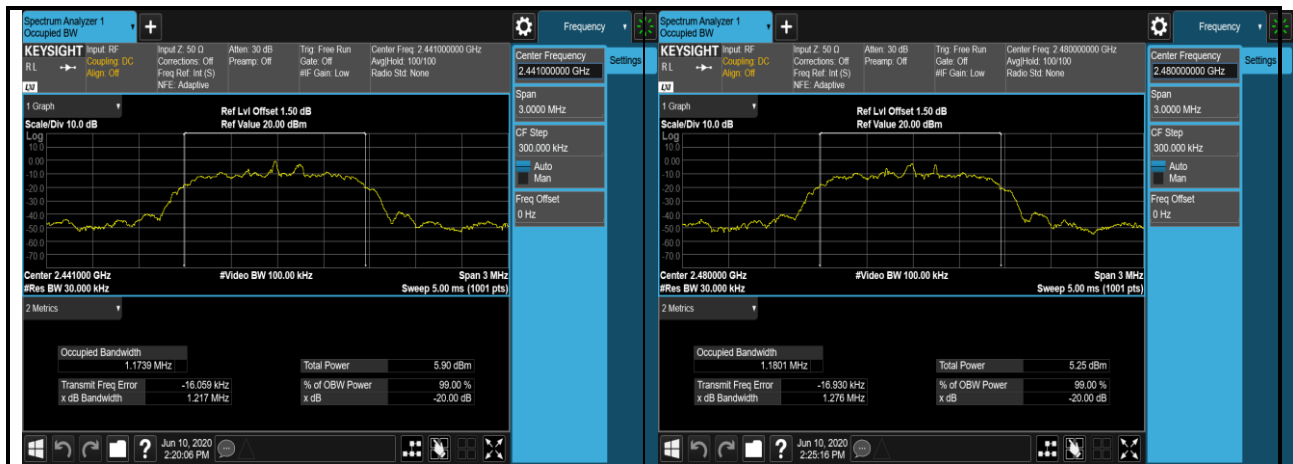 Spectrum Analyzer 1
Occupied BW
+
Frequency
KEYSIGHT
R L
LXI
Input: RF
Coupling: DC
Align: Off
Input Z: 50 Ω
Corrections: Off
Freq Ref: Int (S)
NFE: Adaptive
Atten: 30 dB
Preamp: Off
Trig: Free Run
Gate: Off
#IF Gain: Low
Center Freq: 2.441000000 GHz
Avg|Hold: 100/100
Radio Std: None
Center Frequency
2.441000000 GHz
Settings
Span
3.0000 MHz
CF Step
300.000 kHz
Auto
Man
Freq Offset
0 Hz
1 Graph
Scale/Div 10.0 dB
Ref Lvl Offset 1.50 dB
Ref Value 20.00 dBm
Log
10.0
0.00
-10.0
-20.0
-30.0
-40.0
-50.0
-60.0
-70.0
Center 2.441000 GHz
#Res BW 30.000 kHz
#Video BW 100.00 kHz
Span 3 MHz
Sweep 5.00 ms (1001 pts)
2 Metrics
Occupied Bandwidth
1.1739 MHz
Total Power 5.90 dBm
Transmit Freq Error -16.059 kHz
% of OBW Power 99.00 %
x dB Bandwidth 1.217 MHz
x dB -20.00 dB
?
Jun 10, 2020
2:20:06 PM
Spectrum Analyzer 1
Occupied BW
+
Frequency
KEYSIGHT
R L
LXI
Input: RF
Coupling: DC
Align: Off
Input Z: 50 Ω
Corrections: Off
Freq Ref: Int (S)
NFE: Adaptive
Atten: 30 dB
Preamp: Off
Trig: Free Run
Gate: Off
#IF Gain: Low
Center Freq: 2.480000000 GHz
Avg|Hold: 100/100
Radio Std: None
Center Frequency
2.480000000 GHz
Settings
Span
3.0000 MHz
CF Step
300.000 kHz
Auto
Man
Freq Offset
0 Hz
1 Graph
Scale/Div 10.0 dB
Ref Lvl Offset 1.50 dB
Ref Value 20.00 dBm
Log
10.0
0.00
-10.0
-20.0
-30.0
-40.0
-50.0
-60.0
-70.0
Center 2.480000 GHz
#Res BW 30.000 kHz
#Video BW 100.00 kHz
Span 3 MHz
Sweep 5.00 ms (1001 pts)
2 Metrics
Occupied Bandwidth
1.1801 MHz
Total Power 5.25 dBm
Transmit Freq Error -16.930 kHz
% of OBW Power 99.00 %
x dB Bandwidth 1.276 MHz
x dB -20.00 dB
?
Jun 10, 2020
2:25:16 PM